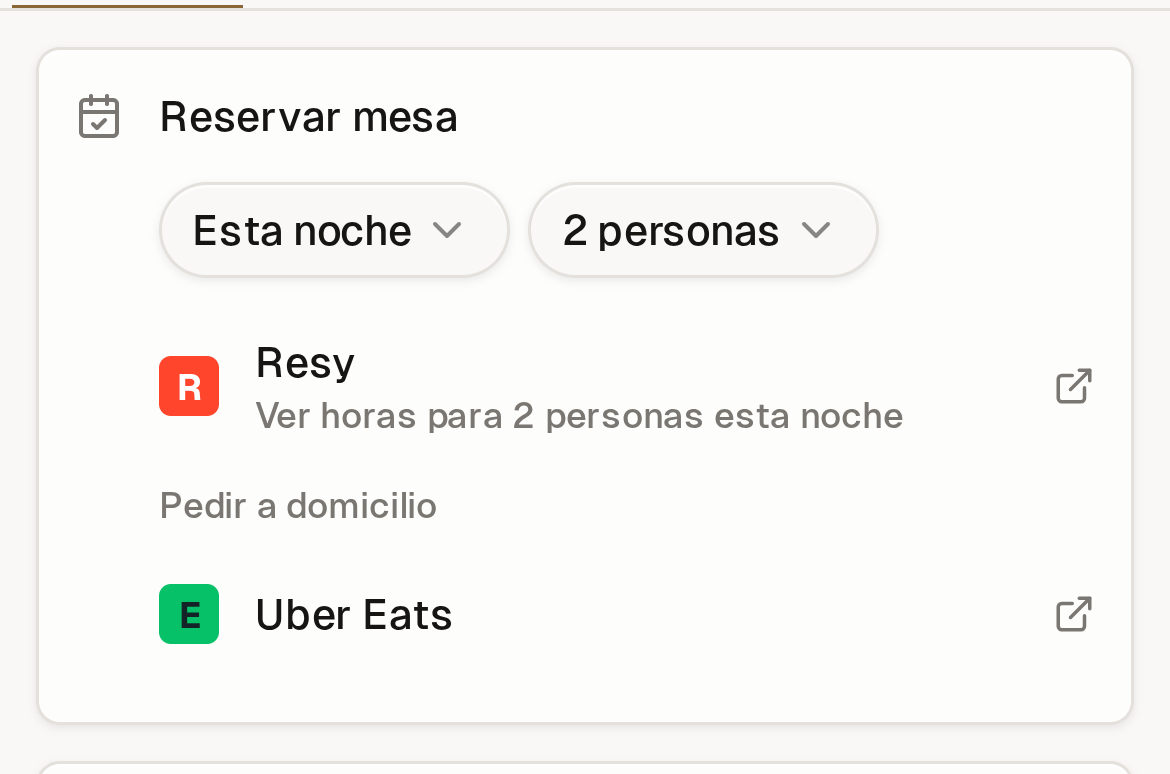 Reservar mesa
Esta noche
2 personas
R
Resy
Ver horas para 2 personas esta noche
Pedir a domicilio
E
Uber Eats